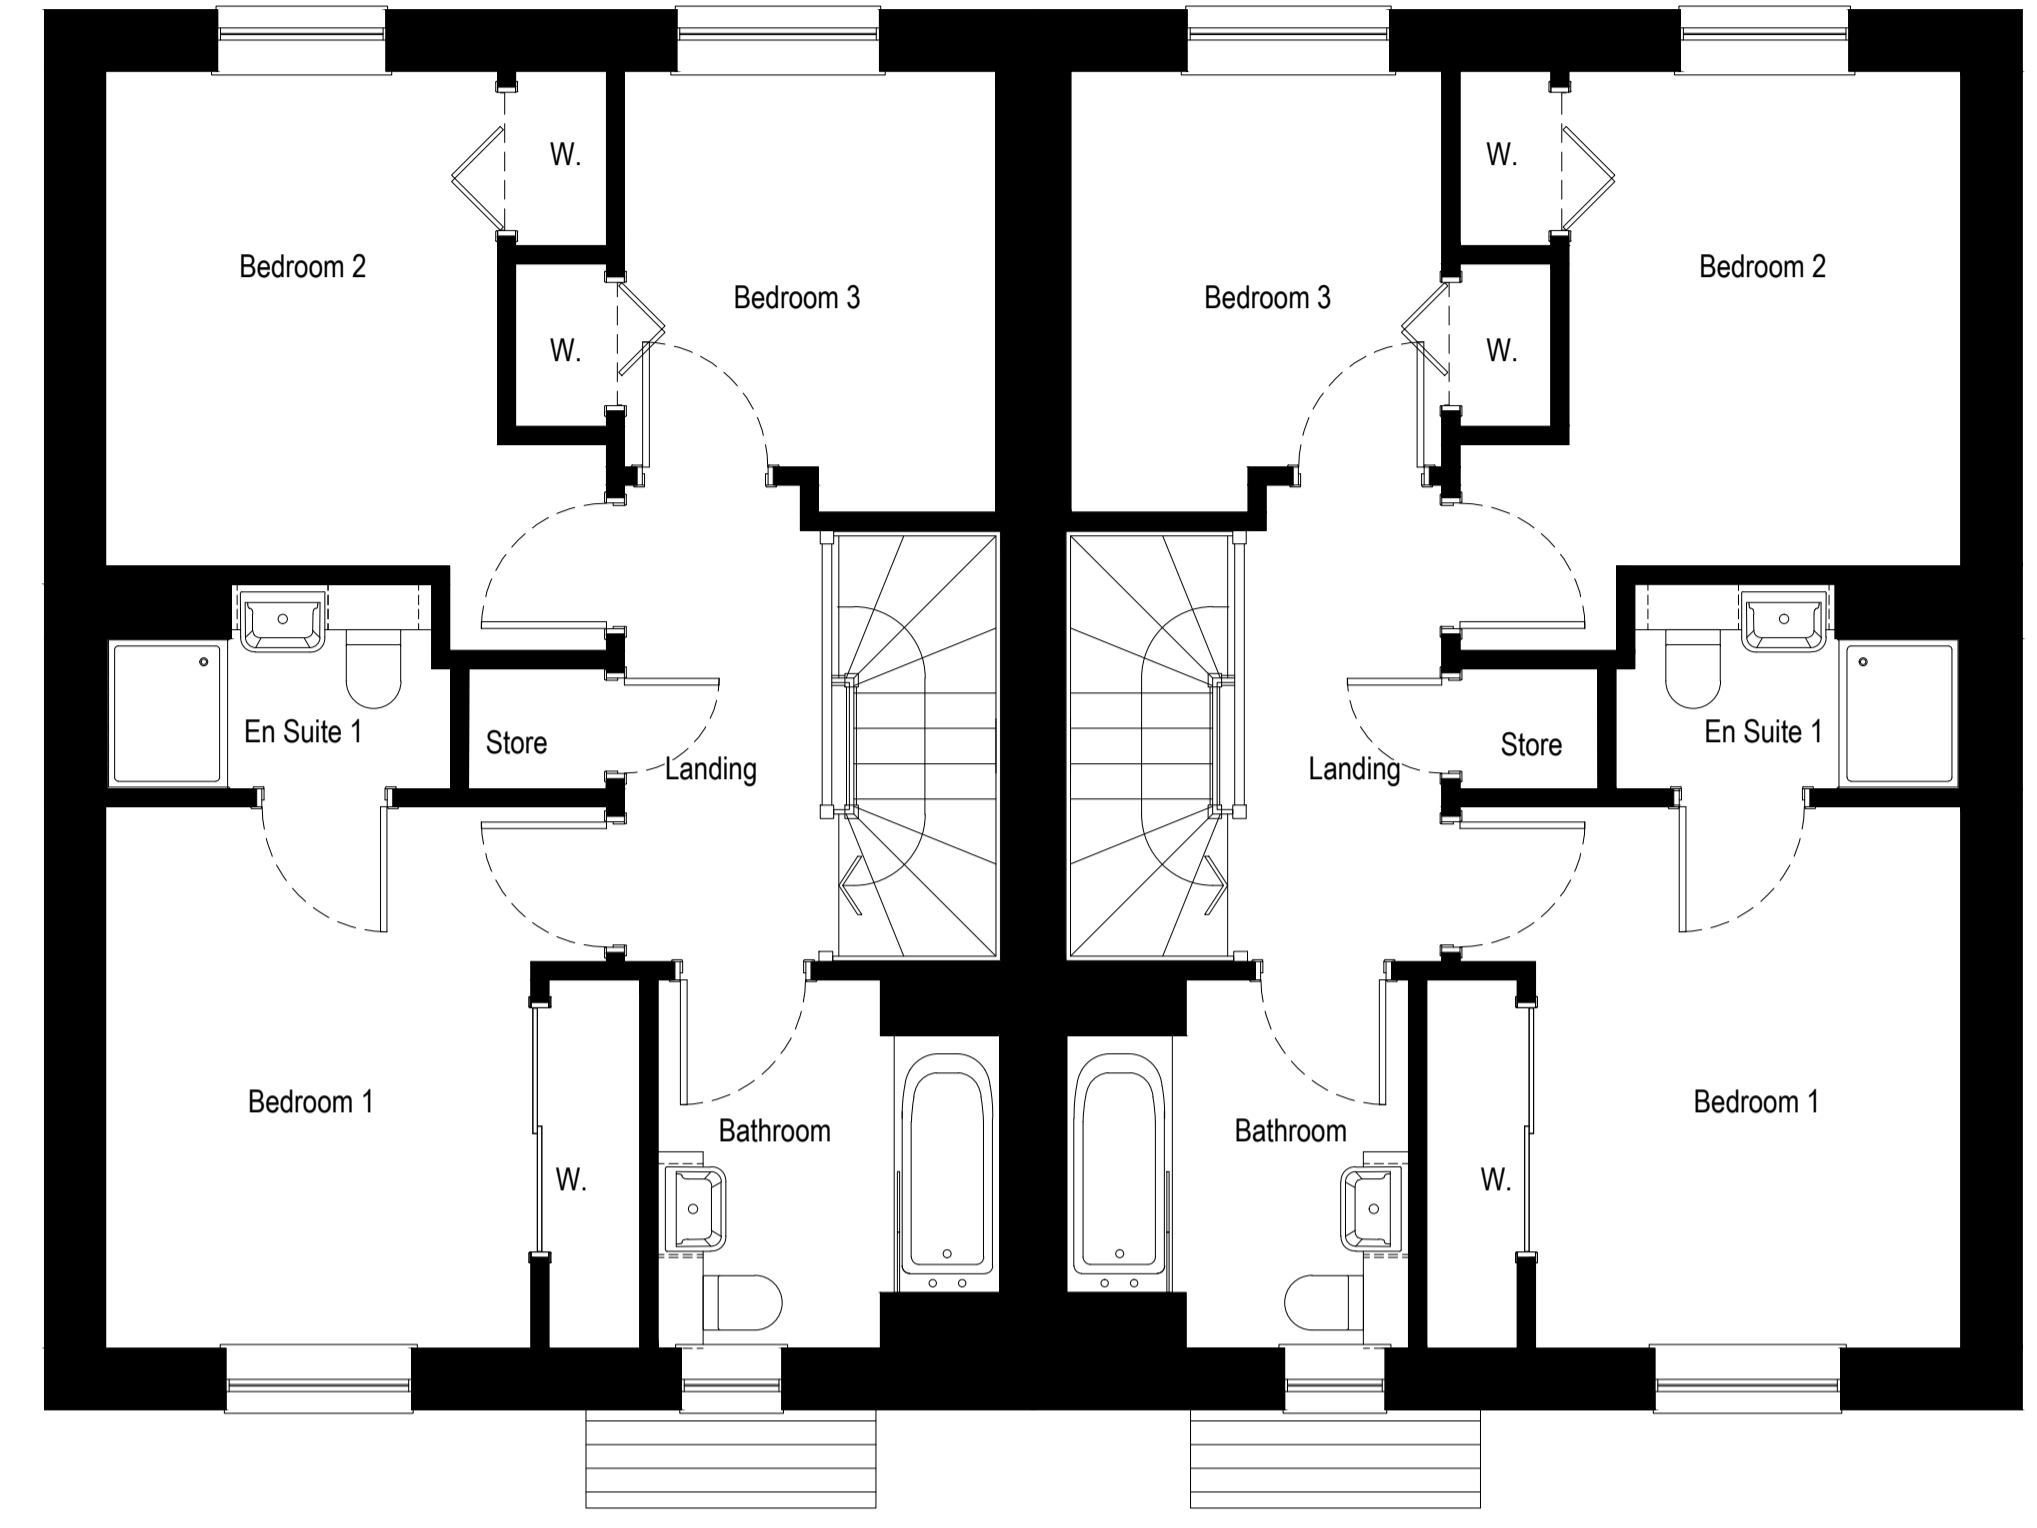 W.
W.
Bedroom 2
Bedroom 2
Bedroom 3
Bedroom 3
W.
W.
En Suite 1
Store
Landing
Landing
Store
En Suite 1
Bedroom 1
Bathroom
Bathroom
Bedroom 1
W.
W.